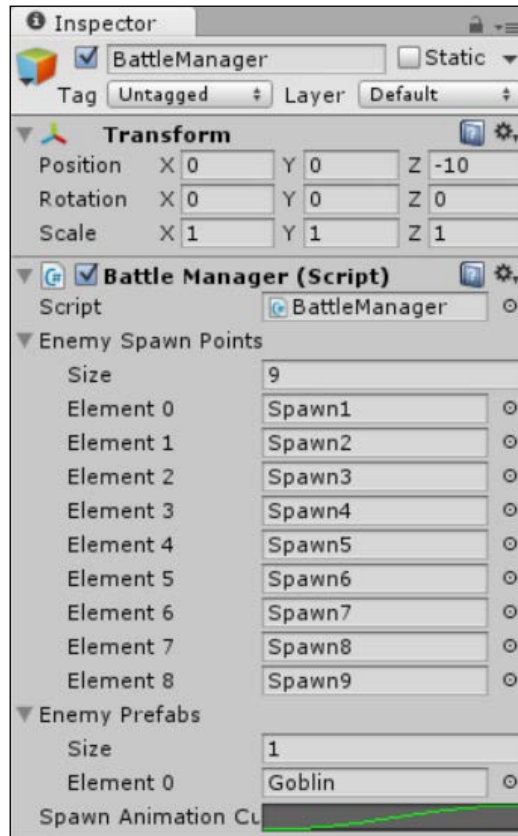 Inspector
BattleManager Static
Tag Untagged Layer Default
Transform
Position X 0 Y 0 Z -10
Rotation X 0 Y 0 Z 0
Scale X 1 Y 1 Z 1
Battle Manager (Script)
Script BattleManager
Enemy Spawn Points
Size 9
Element 0 Spawn1
Element 1 Spawn2
Element 2 Spawn3
Element 3 Spawn4
Element 4 Spawn5
Element 5 Spawn6
Element 6 Spawn7
Element 7 Spawn8
Element 8 Spawn9
Enemy Prefabs
Size 1
Element 0 Goblin
Spawn Animation Cu